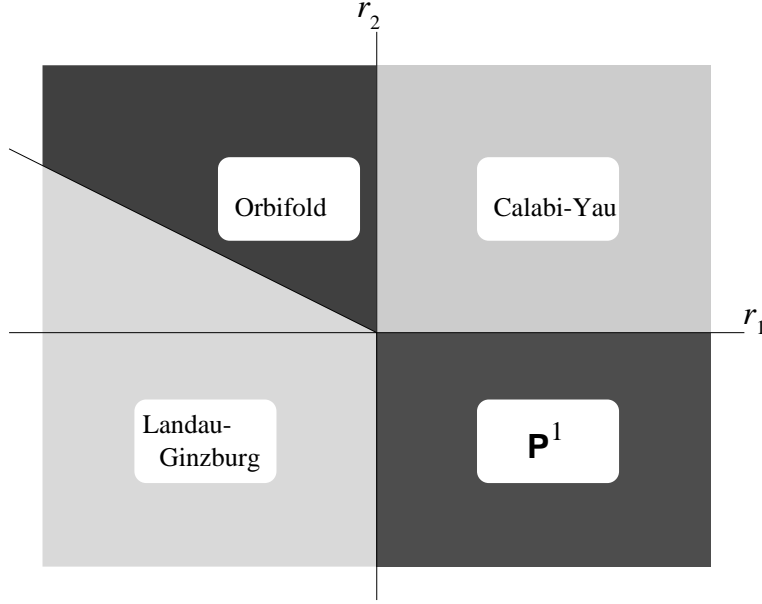 r₂
Orbifold
Calabi-Yau
r₁
Landau-
Ginzburg
P¹